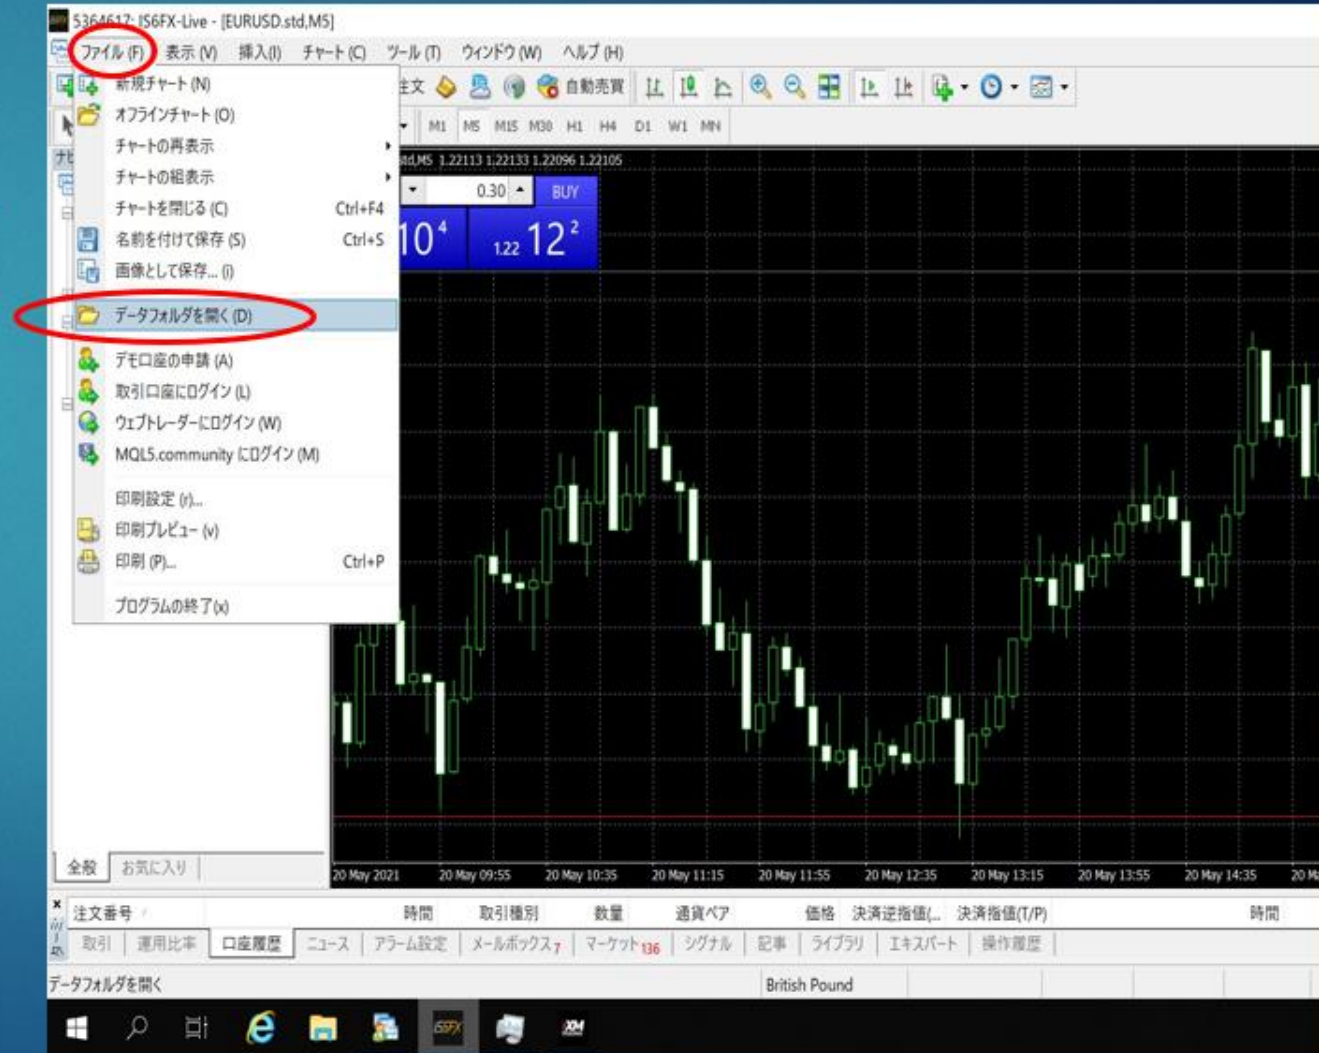 5364617: IS6FX-Live - [EURUSD.std,M5]
ファイル (F) 表示 (V) 挿入(I) チャート (C) ツール (T) ウィンドウ (W) ヘルプ (H)
新規チャート (N)
注文 自動売買
オフラインチャート (O)
M1 M5 M15 M30 H1 H4 D1 W1 MN
チャートの再表示
std,M5 1.22113 1.22133 1.22096 1.22105
チャートの組表示
0.30 BUY
チャートを閉じる (C) Ctrl+F4
名前を付けて保存 (S) Ctrl+S
10 4 1.22 12 2
画像として保存... (i)
データフォルダを開く (D)
デモ口座の申請 (A)
取引口座にログイン (L)
ウェブトレーダーにログイン (W)
MQL5.community にログイン (M)
印刷設定 (r)...
印刷プレビュー (v)
印刷 (P)... Ctrl+P
プログラムの終了(x)
全般 お気に入り
20 May 2021 20 May 09:55 20 May 10:35 20 May 11:15 20 May 11:55 20 May 12:35 20 May 13:15 20 May 13:55 20 May 14:35
注文番号 時間 取引種別 数量 通貨ペア 価格 決済逆指値(... 決済指値(T/P) 時間
取引 運用比率 口座履歴 ニュース アラーム設定 メールボックス 7 マーケット 136 シグナル 記事 ライブラリ エキスパート 操作履歴
データフォルダを開く British Pound
IS6FX XM